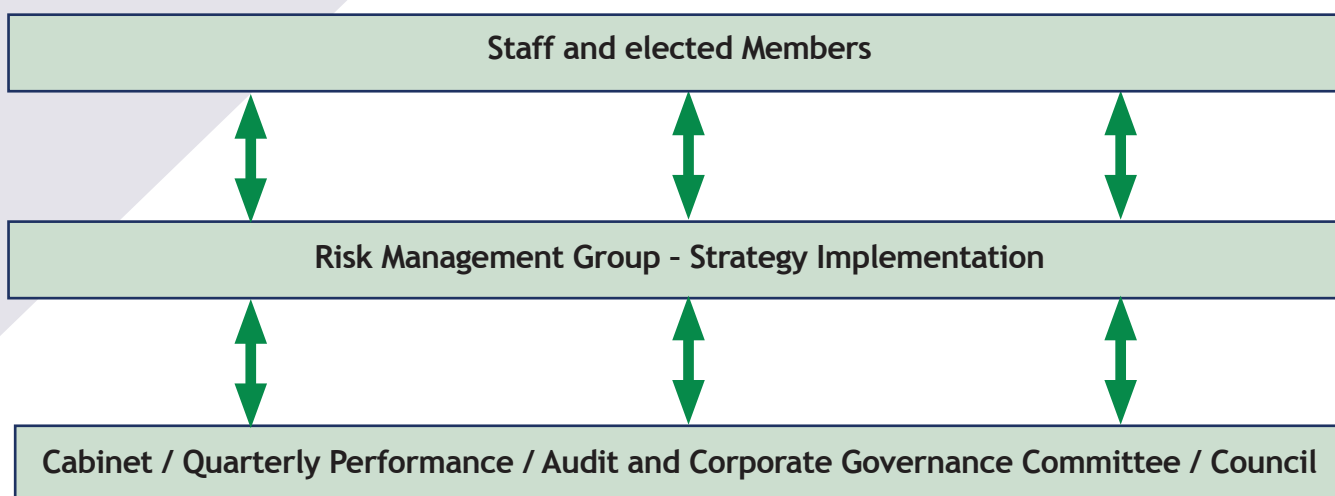 Staff and elected Members
Risk Management Group – Strategy Implementation
Cabinet / Quarterly Performance / Audit and Corporate Governance Committee / Council